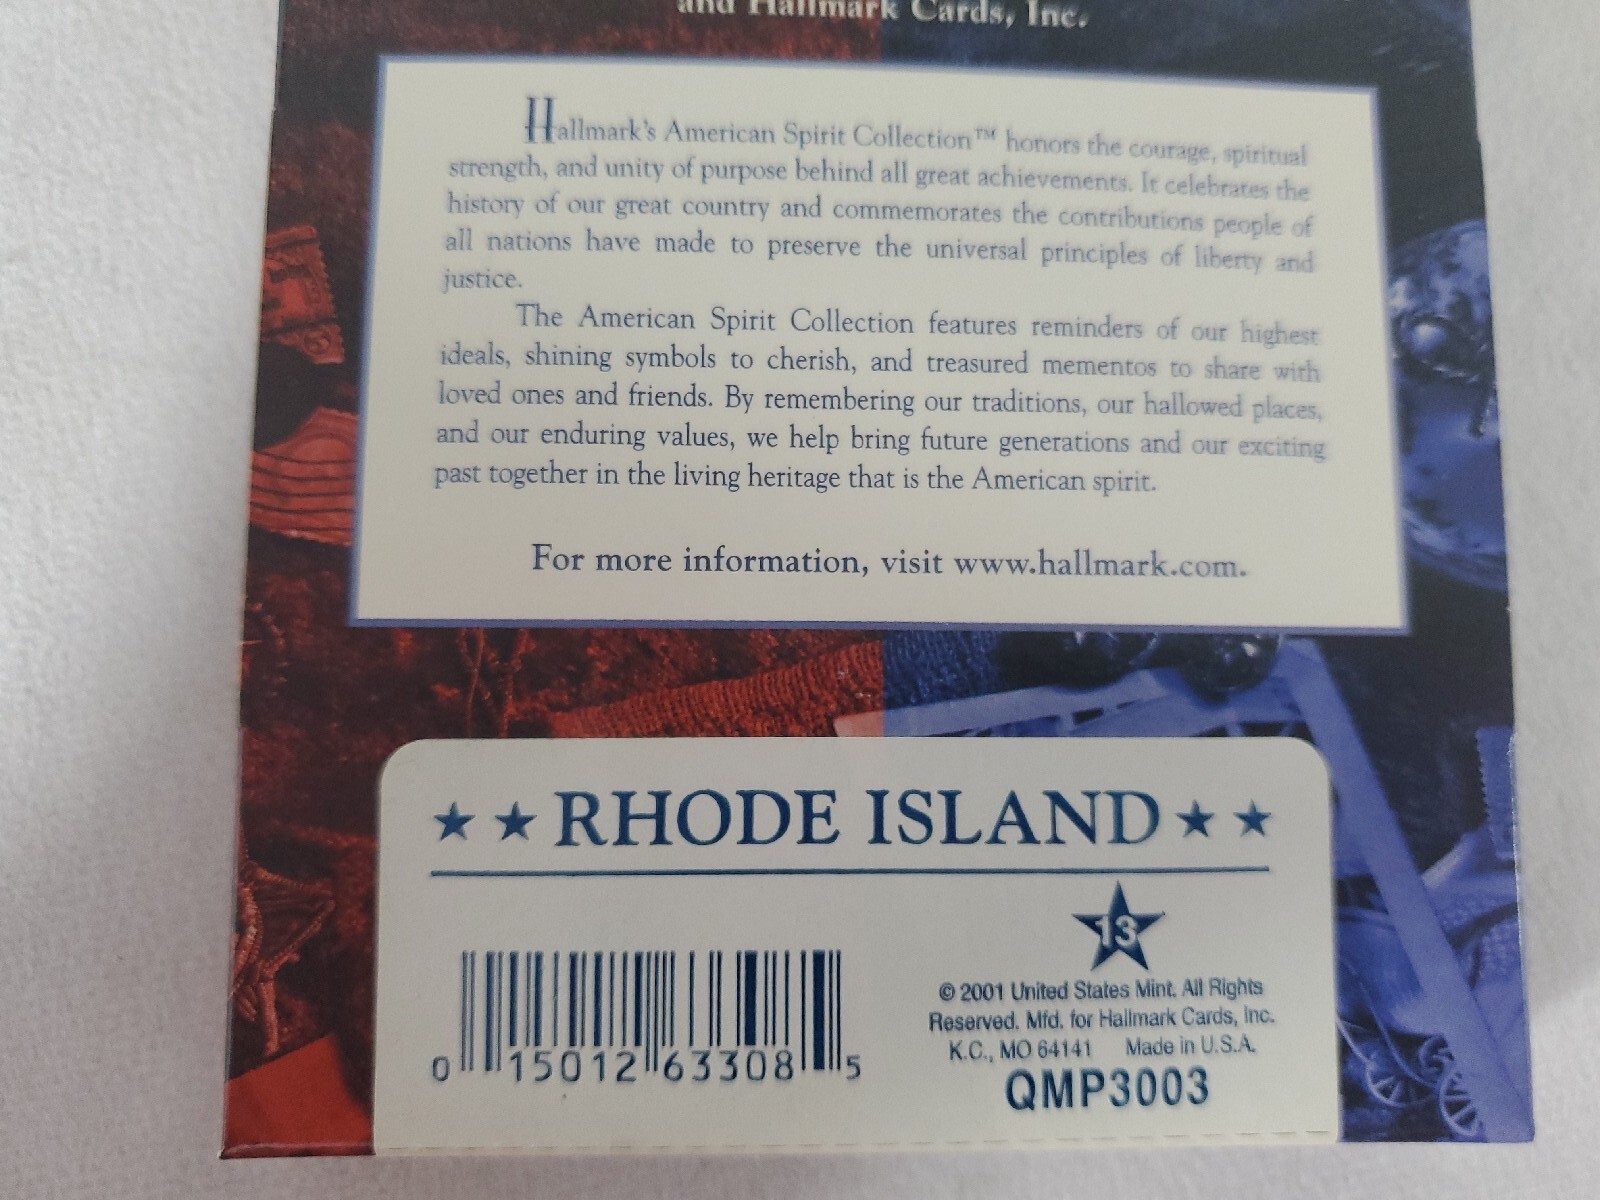 and Hallmark Cards, Inc.
Hallmark's American Spirit Collection™ honors the courage, spiritual
strength, and unity of purpose behind all great achievements. It celebrates the
history of our great country and commemorates the contributions people of
all nations have made to preserve the universal principles of liberty and
justice.
The American Spirit Collection features reminders of our highest
ideals, shining symbols to cherish, and treasured mementos to share with
loved ones and friends. By remembering our traditions, our hallowed places,
and our enduring values, we help bring future generations and our exciting
past together in the living heritage that is the American spirit.
For more information, visit www.hallmark.com.
★ ★ RHODE ISLAND ★ ★
13
© 2001 United States Mint. All Rights
Reserved. Mfd. for Hallmark Cards, Inc.
K.C., MO 64141 Made in U.S.A.
QMP3003
0 15012 63308 5